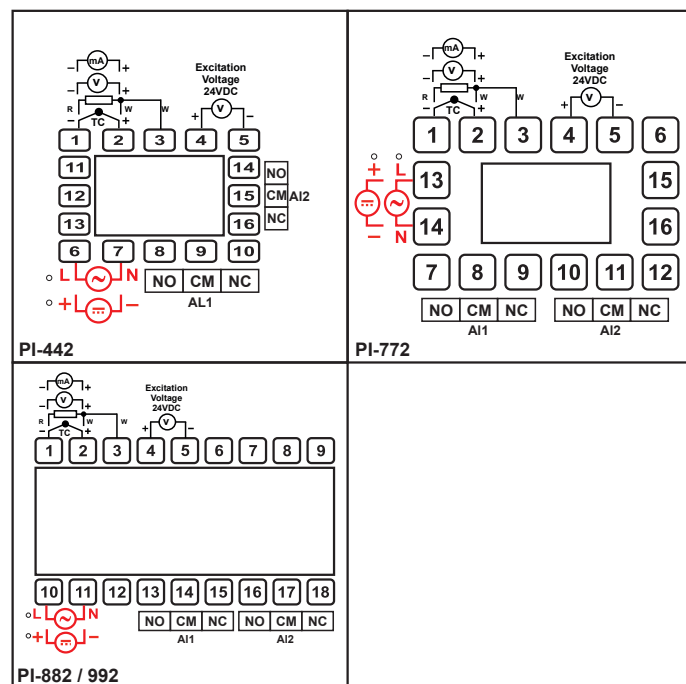 mA
- +
V
- +
R W W
- TC +
Excitation
Voltage
24VDC
+ V -
1 2 3 4 5
11 14 NO
12 15 CM AI2
13 16 NC
6 7 8 9 10
L ~ N NO CM NC
+ - AL1
PI-442
mA
- +
V
- +
R W W
- TC +
Excitation
Voltage
24VDC
+ V -
1 2 3 4 5 6
+ L 13 15
- N 14 16
7 8 9 10 11 12
NO CM NC NO CM NC
AI1 AI2
PI-772
mA
- +
V
- +
R W W
- TC +
Excitation
Voltage
24VDC
+ V -
1 2 3 4 5 6 7 8 9
10 11 12 13 14 15 16 17 18
L ~ N NO CM NC NO CM NC
+ - AI1 AI2
PI-882 / 992